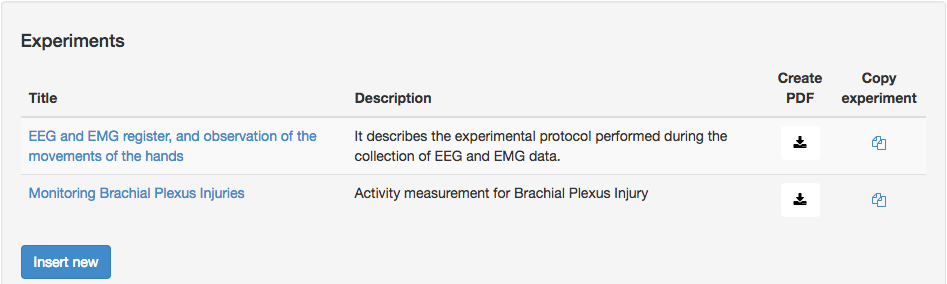 Experiments
Create Copy
Title Description PDF experiment
EEG and EMG register, and observation of the It describes the experimental protocol performed during the
movements of the hands collection of EEG and EMG data.
Monitoring Brachial Plexus Injuries Activity measurement for Brachial Plexus Injury
Insert new